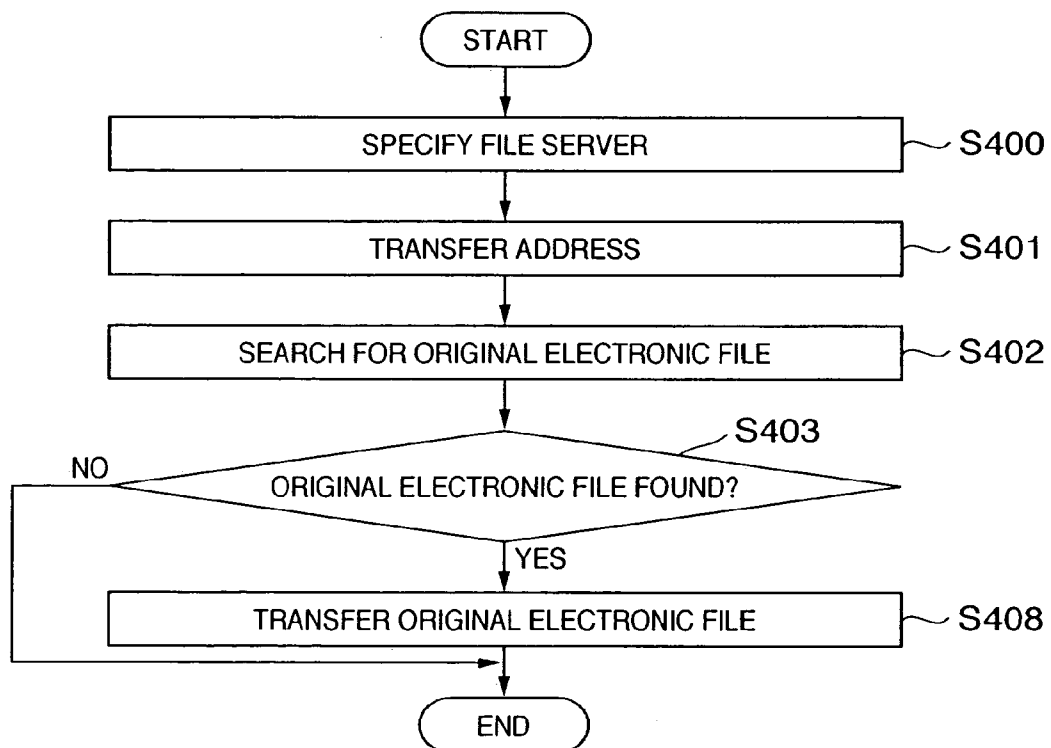 START
SPECIFY FILE SERVER
S400
TRANSFER ADDRESS
S401
SEARCH FOR ORIGINAL ELECTRONIC FILE
S402
S403
NO
ORIGINAL ELECTRONIC FILE FOUND?
YES
TRANSFER ORIGINAL ELECTRONIC FILE
S408
END